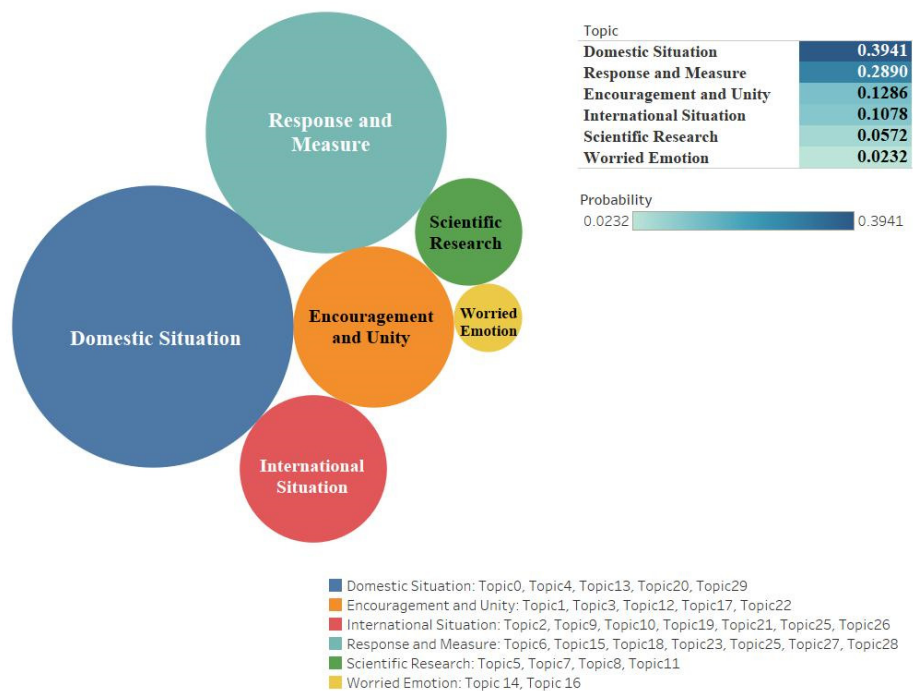 Response and
Measure
Scientific
Research
Encouragement
and Unity
Worried
Emotion
Domestic Situation
International
Situation
Topic
Domestic Situation 0.3941
Response and Measure 0.2890
Encouragement and Unity 0.1286
International Situation 0.1078
Scientific Research 0.0572
Worried Emotion 0.0232
Probability
0.0232 0.3941
Domestic Situation: Topic0, Topic4, Topic13, Topic20, Topic29
Encouragement and Unity: Topic1, Topic3, Topic12, Topic17, Topic22
International Situation: Topic2, Topic9, Topic10, Topic19, Topic21, Topic25, Topic26
Response and Measure: Topic6, Topic15, Topic18, Topic23, Topic25, Topic27, Topic28
Scientific Research: Topic5, Topic7, Topic8, Topic11
Worried Emotion: Topic 14, Topic 16